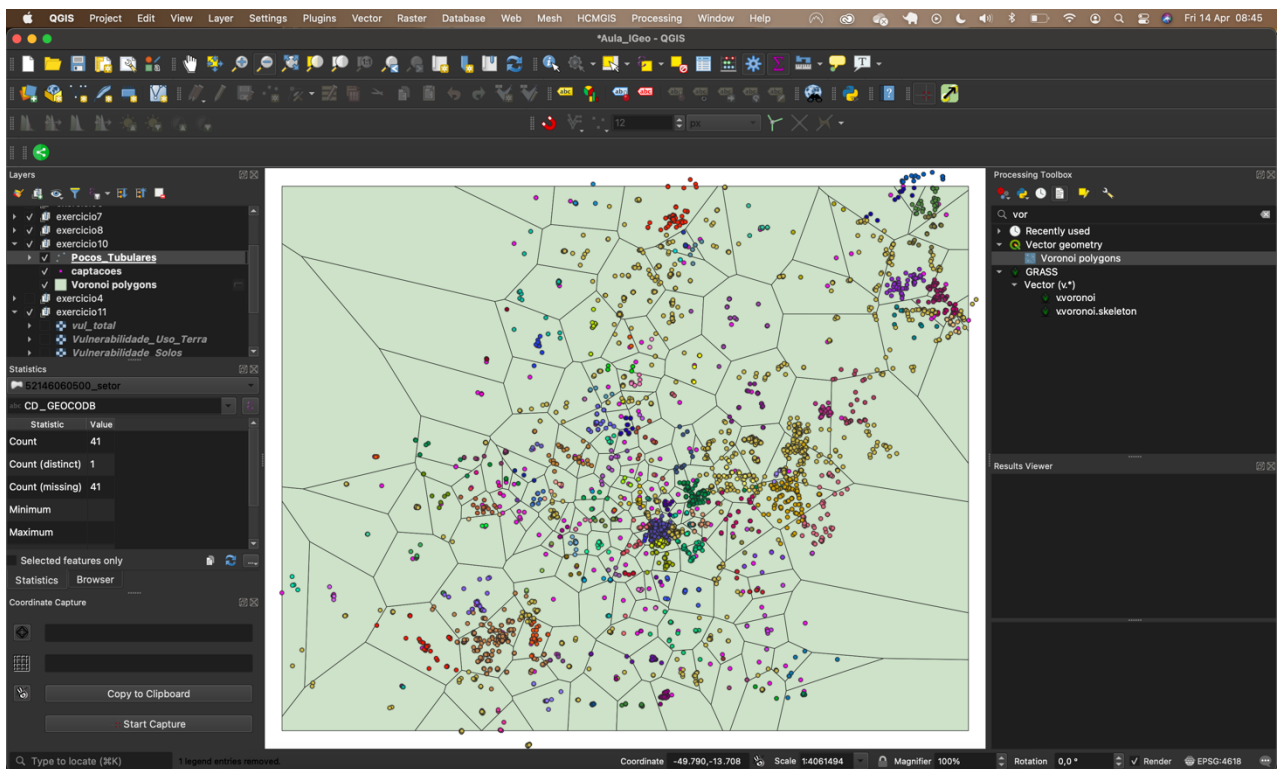 QGIS Project Edit View Layer Settings Plugins Vector Raster Database Web Mesh HCMGIS Processing Window Help Fri 14 Apr 08:45
*Aula_IGeo - QGIS
abc abc abc
12 px
Layers
exercicio7
exercicio8
exercicio10
Pocos_Tubulares
captacoes
Voronoi polygons
exercicio4
exercicio11
vul_total
Vulnerabilidade_Uso_Terra
Vulnerabilidade_Solos
Statistics
52146060500_setor
abc CD_GEOCODB
Statistic Value
Count 41
Count (distinct) 1
Count (missing) 41
Minimum
Maximum
Selected features only
Statistics Browser
Coordinate Capture
Copy to Clipboard
Start Capture
Processing Toolbox
vor
Recently used
Vector geometry
Voronoi polygons
GRASS
Vector (v.*)
v.voronoi
v.voronoi.skeleton
Results Viewer
Type to locate (⌘K) 1 legend entries removed. Coordinate -49.790,-13.708 Scale 1:4061494 Magnifier 100% Rotation 0,0 ° Render EPSG:4618